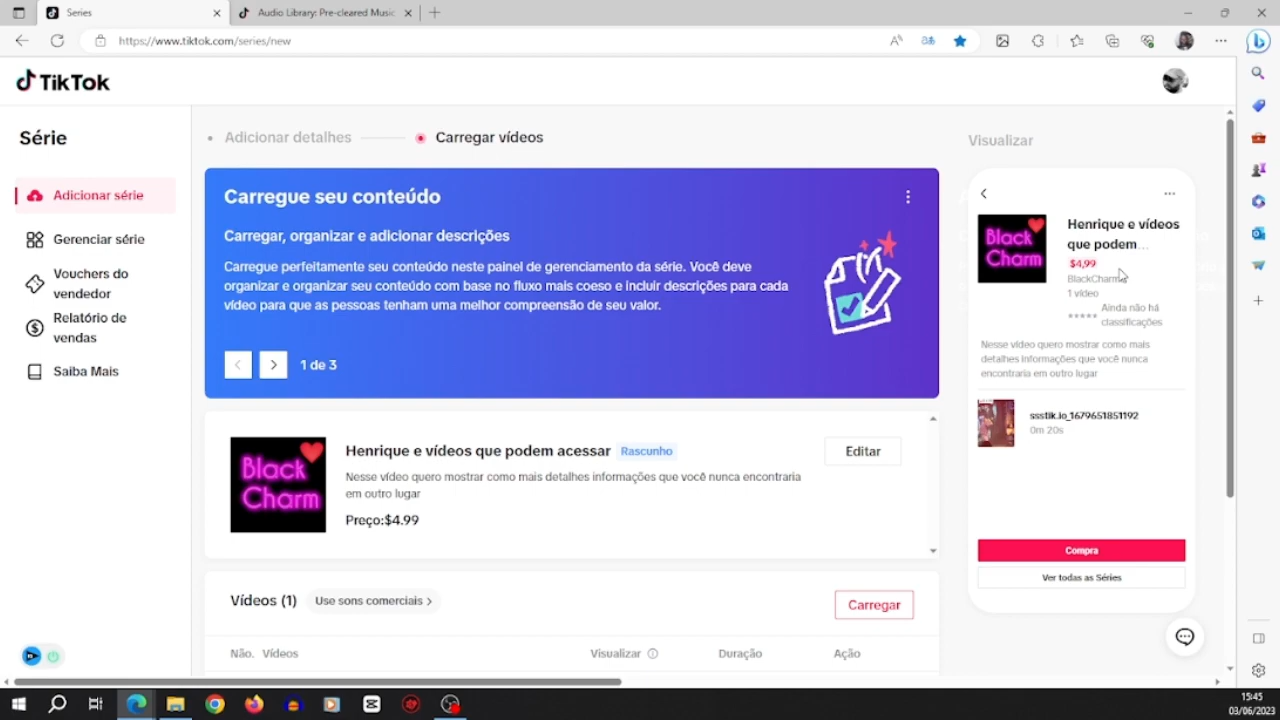 Series
Audio Library: Pre-cleared Music
https://www.tiktok.com/series/new
TikTok
Série
Adicionar série
Gerenciar série
Vouchers do
vendedor
Relatório de
vendas
Saiba Mais
Adicionar detalhes
Carregar vídeos
Carregue seu conteúdo
Carregar, organizar e adicionar descrições
Carregue perfeitamente seu conteúdo neste painel de gerenciamento da série. Você deve
organizar e organizar seu conteúdo com base no fluxo mais coeso e incluir descrições para cada
vídeo para que as pessoas tenham uma melhor compreensão de seu valor.
1 de 3
Black
Charm
Henrique e vídeos que podem acessar Rascunho
Nesse vídeo quero mostrar como mais detalhes informações que você nunca encontraria
em outro lugar
Preço:$4.99
Editar
Vídeos (1)
Use sons comerciais >
Carregar
Não. Vídeos Visualizar Duração Ação
Visualizar
Black
Charm
Henrique e vídeos
que podem...
$4,99
BlackCharm
1 vídeo
Ainda não há
classificações
Nesse vídeo quero mostrar como mais
detalhes informações que você nunca
encontraria em outro lugar
ssstik.io_1679651851192
0m 20s
Compra
Ver todas as Séries
15:45
03/06/2023